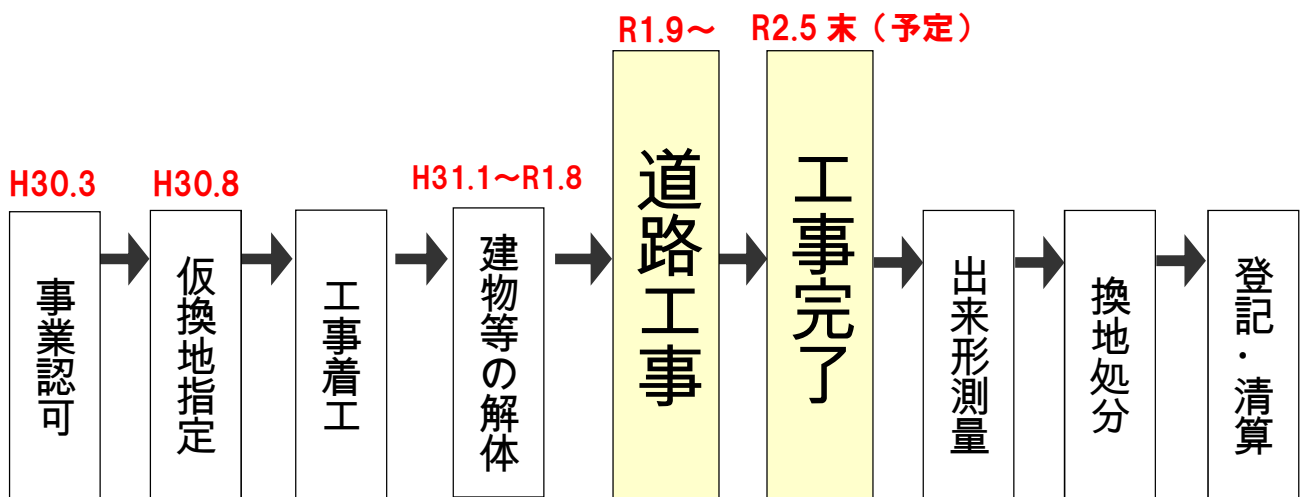 R1.9～
R2.5 末（予定）
H30.3
H30.8
H31.1～R1.8
事業認可
仮換地指定
工事着工
建物等の解体
道路工事
工事完了
出来形測量
換地処分
登記・清算